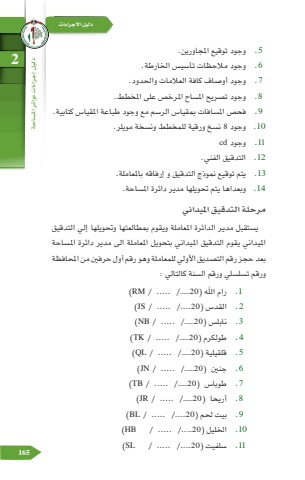 دليل الاجراءات
2
دليل اجراءات دوائر المساحة
5. وجود توقيع المجاورين.
6. وجود ملاحظات تأسيس الخارطة.
7. وجود أوصاف كافة العلامات والحدود.
8. وجود تصريح المساح المرخص على المخطط.
9. فحص المسافات بمقياس الرسم مع وجود طباعة المقياس كتابية.
10. وجود 8 نسخ ورقية للمخطط ونسخة مويلر.
11. وجود cd
12. التدقيق الفني.
13. يتم توقيع نموذج التدقيق و إرفاقه بالمعاملة.
14. وبعداها يتم تحويلها مدير دائرة المساحة.
مرحلة التدقيق الميداني
يستقبل مدير الدائرة المعاملة ويقوم بمطالعتها وتحويلها إلي التدقيق
الميداني يقوم التدقيق الميداني بتحويل المعاملة الى مدير دائرة المساحة
بعد حجز رقم التصديق الأولي للمعاملة وهو رقم أول حرفين من المحافظة
ورقم تسلسلي ورقم السنة كالتالي :
1. رام الله (20..../ ..... / RM)
2. القدس (20..../ ..... / JS)
3. نابلس (20..../ ..... / NB)
4. طولكرم (20..../ ..... / TK)
5. قلقيلية (20..../ ..... / QL)
6. جنين (20..../ ..... / JN)
7. طوباس (20..../ ..... / TB)
8. أريحا (20..../ ..... / JR)
9. بيت لحم (20..../ ..... / BL)
10. الخليل (20..../ ..... / HB)
11. سلفيت (20..../ ..... / SL)
165